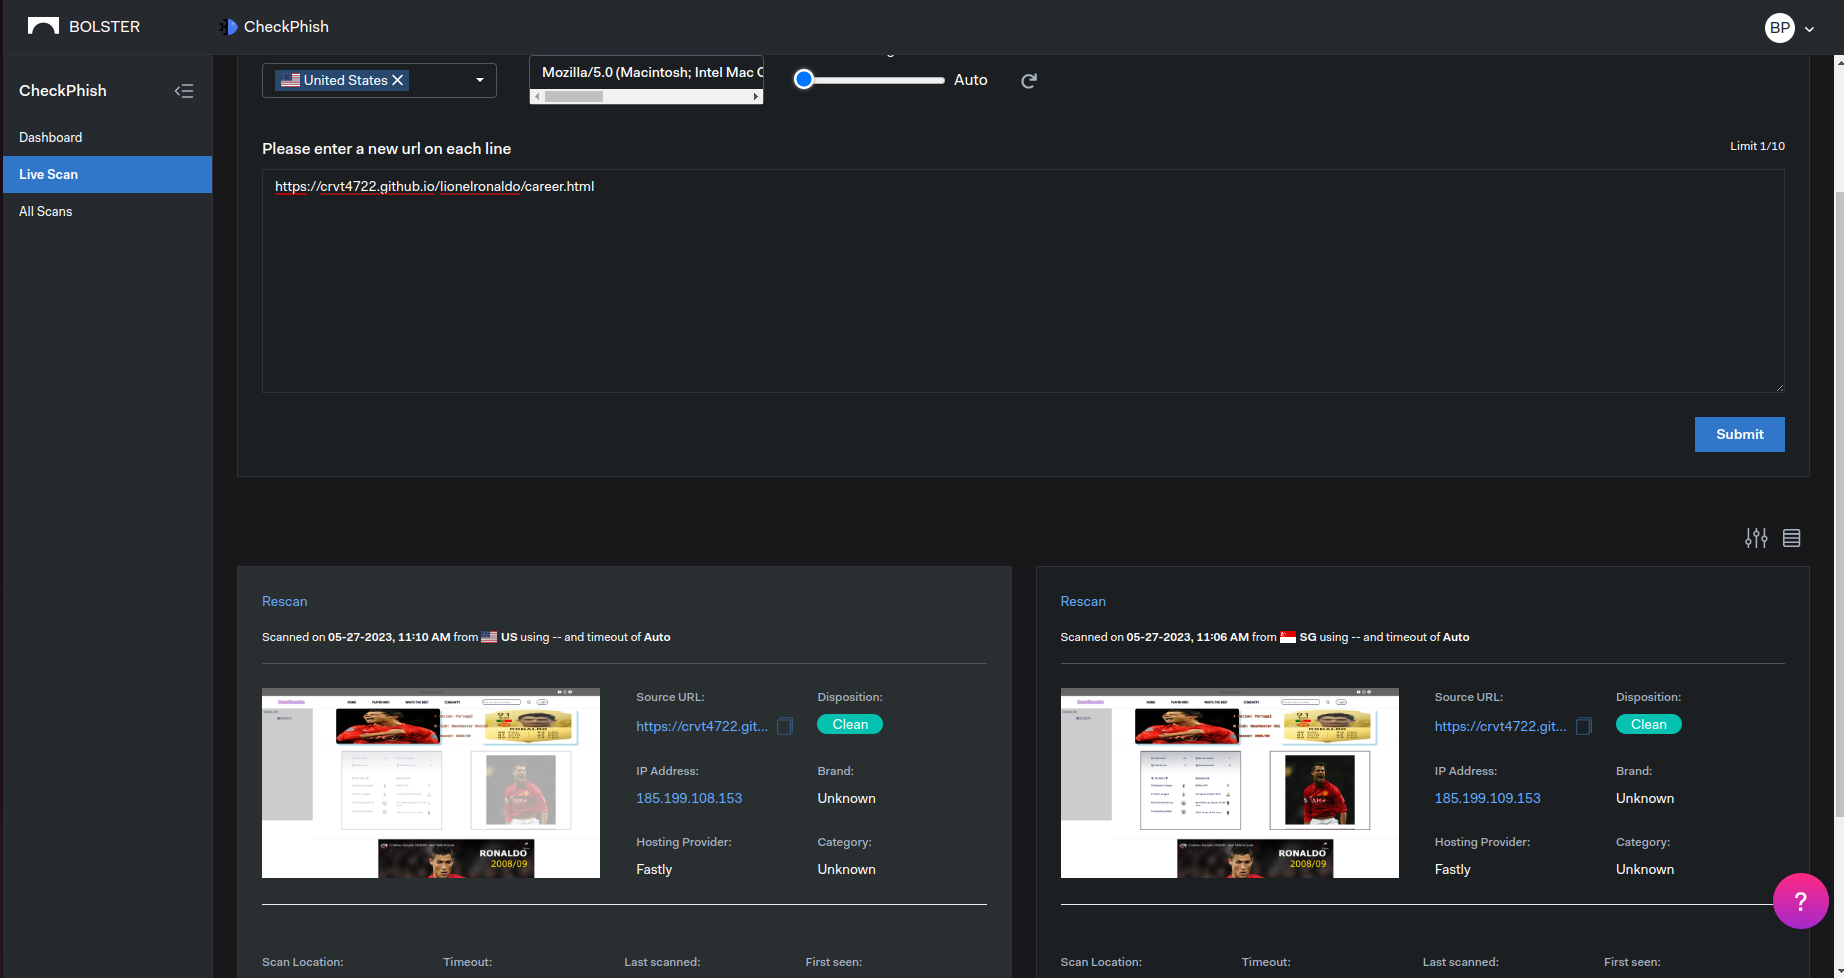 BOLSTER
CheckPhish
BP
CheckPhish
Dashboard
Live Scan
All Scans
United States
Mozilla/5.0 (Macintosh; Intel Mac
Auto
Please enter a new url on each line
Limit 1/10
https://crvt4722.github.io/lionelronaldo/career.html
Submit
Rescan
Scanned on 05-27-2023, 11:10 AM from US using -- and timeout of Auto
HOME
COMMUNITY
RONALDO
2008/09
Source URL:
https://crvt4722.git...
Disposition:
Clean
IP Address:
185.199.108.153
Brand:
Unknown
Hosting Provider:
Fastly
Category:
Unknown
Scan Location:
Timeout:
Last scanned:
First seen:
Rescan
Scanned on 05-27-2023, 11:06 AM from SG using -- and timeout of Auto
HOME
COMMUNITY
RONALDO
2008/09
Source URL:
https://crvt4722.git...
Disposition:
Clean
IP Address:
185.199.109.153
Brand:
Unknown
Hosting Provider:
Fastly
Category:
Unknown
Scan Location:
Timeout:
Last scanned:
First seen:
?